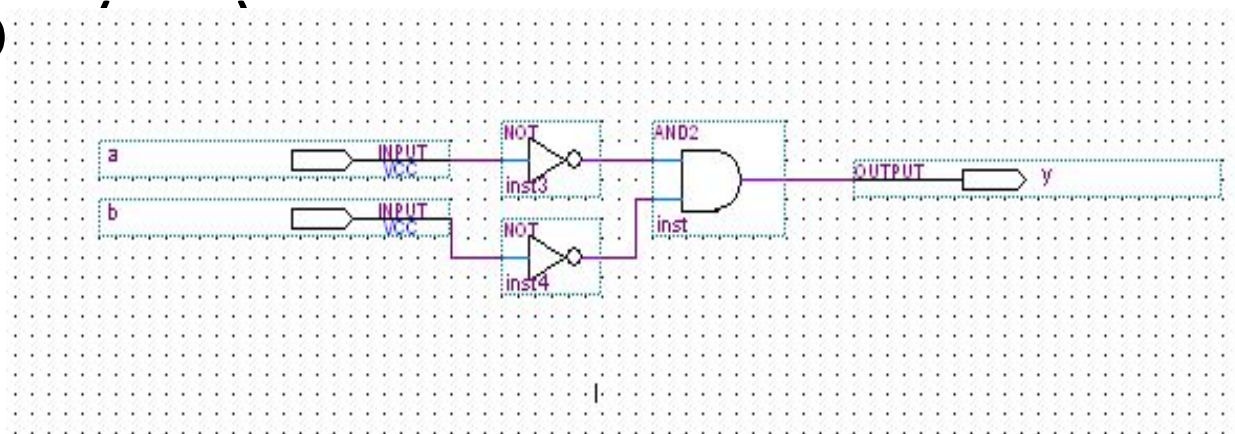 NOT
AND2
a
INPUT
VCC
OUTPUT
y
inst3
b
INPUT
VCC
NOT
inst
inst4